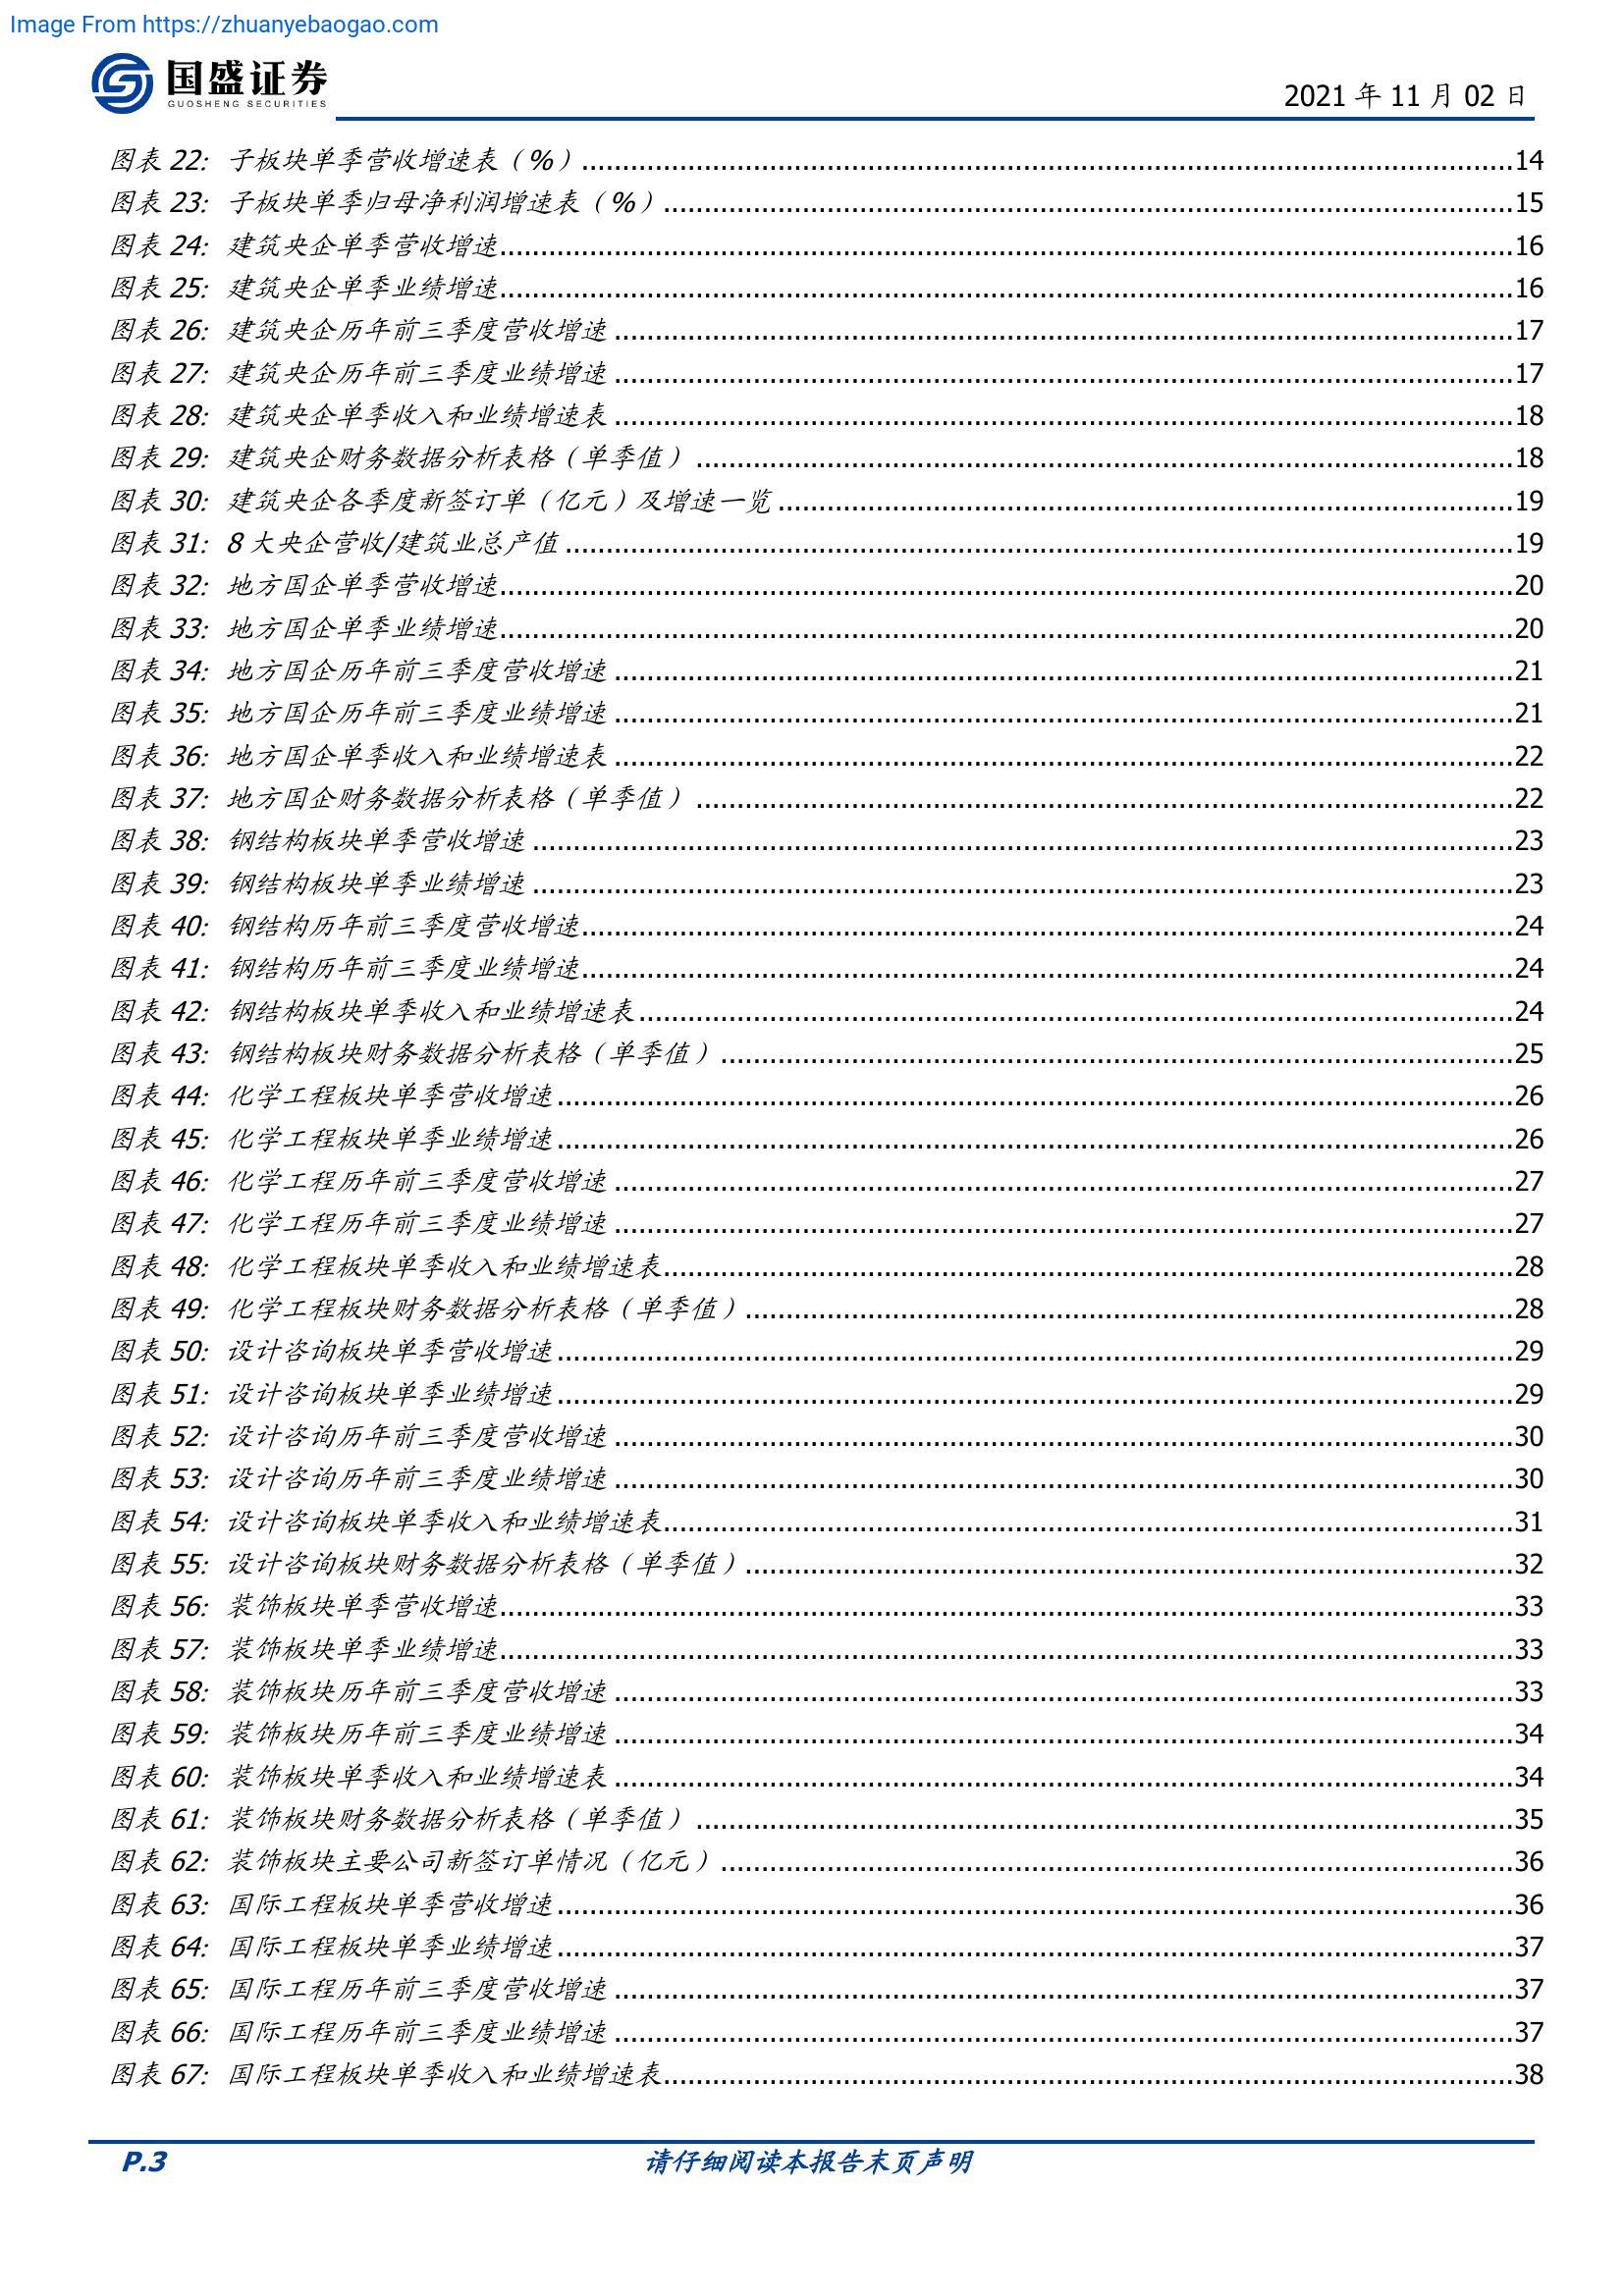 Image From https://zhuanyebaogao.com
国盛证券
GUOSHENG SECURITIES
2021 年 11 月 02 日
图表 22: 子板块单季营收增速表（%）....................14
图表 23: 子板块单季归母净利润增速表（%）....................15
图表 24: 建筑央企单季营收增速....................16
图表 25: 建筑央企单季业绩增速....................16
图表 26: 建筑央企历年前三季度营收增速....................17
图表 27: 建筑央企历年前三季度业绩增速....................17
图表 28: 建筑央企单季收入和业绩增速表....................18
图表 29: 建筑央企财务数据分析表格（单季值）....................18
图表 30: 建筑央企各季度新签订单（亿元）及增速一览....................19
图表 31: 8 大央企营收/建筑业总产值....................19
图表 32: 地方国企单季营收增速....................20
图表 33: 地方国企单季业绩增速....................20
图表 34: 地方国企历年前三季度营收增速....................21
图表 35: 地方国企历年前三季度业绩增速....................21
图表 36: 地方国企单季收入和业绩增速表....................22
图表 37: 地方国企财务数据分析表格（单季值）....................22
图表 38: 钢结构板块单季营收增速....................23
图表 39: 钢结构板块单季业绩增速....................23
图表 40: 钢结构历年前三季度营收增速....................24
图表 41: 钢结构历年前三季度业绩增速....................24
图表 42: 钢结构板块单季收入和业绩增速表....................24
图表 43: 钢结构板块财务数据分析表格（单季值）....................25
图表 44: 化学工程板块单季营收增速....................26
图表 45: 化学工程板块单季业绩增速....................26
图表 46: 化学工程历年前三季度营收增速....................27
图表 47: 化学工程历年前三季度业绩增速....................27
图表 48: 化学工程板块单季收入和业绩增速表....................28
图表 49: 化学工程板块财务数据分析表格（单季值）....................28
图表 50: 设计咨询板块单季营收增速....................29
图表 51: 设计咨询板块单季业绩增速....................29
图表 52: 设计咨询历年前三季度营收增速....................30
图表 53: 设计咨询历年前三季度业绩增速....................30
图表 54: 设计咨询板块单季收入和业绩增速表....................31
图表 55: 设计咨询板块财务数据分析表格（单季值）....................32
图表 56: 装饰板块单季营收增速....................33
图表 57: 装饰板块单季业绩增速....................33
图表 58: 装饰板块历年前三季度营收增速....................33
图表 59: 装饰板块历年前三季度业绩增速....................34
图表 60: 装饰板块单季收入和业绩增速表....................34
图表 61: 装饰板块财务数据分析表格（单季值）....................35
图表 62: 装饰板块主要公司新签订单情况（亿元）....................36
图表 63: 国际工程板块单季营收增速....................36
图表 64: 国际工程板块单季业绩增速....................37
图表 65: 国际工程历年前三季度营收增速....................37
图表 66: 国际工程历年前三季度业绩增速....................37
图表 67: 国际工程板块单季收入和业绩增速表....................38
P.3
请仔细阅读本报告末页声明